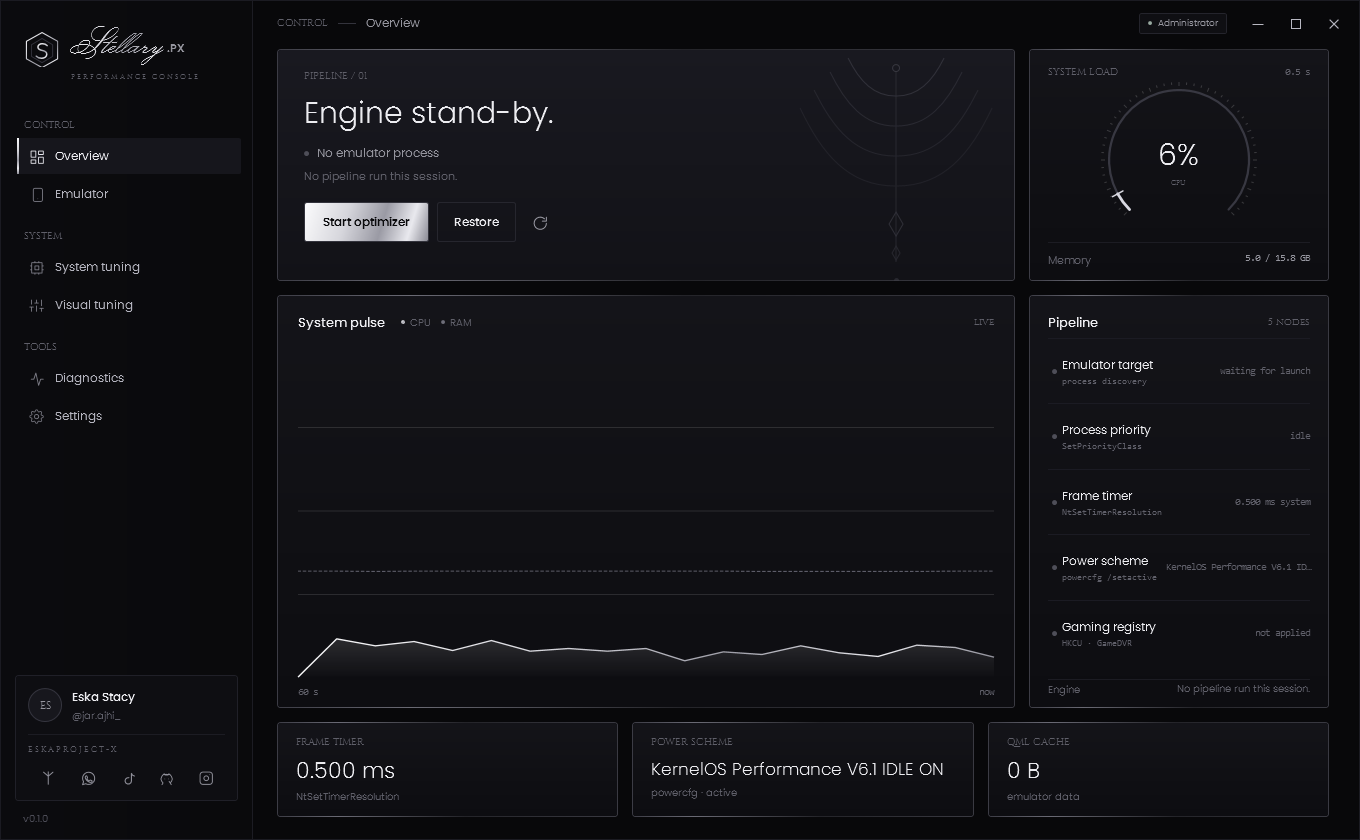 S
Stellary.PX
PERFORMANCE CONSOLE
CONTROL
Overview
Emulator
SYSTEM
System tuning
Visual tuning
TOOLS
Diagnostics
Settings
ES
Eska Stacy
@jar.ajhi_
ESKAPROJECT-X
v0.1.0
CONTROL — Overview
Administrator
PIPELINE / 01
Engine stand-by.
No emulator process
No pipeline run this session.
Start optimizer
Restore
SYSTEM LOAD
0.5 s
6%
CPU
Memory
5.0 / 15.8 GB
System pulse
CPU
RAM
LIVE
60 s
now
Pipeline
5 NODES
Emulator target
process discovery
waiting for launch
Process priority
SetPriorityClass
idle
Frame timer
NtSetTimerResolution
0.500 ms system
Power scheme
powercfg /setactive
KernelOS Performance V6.1 ID…
Gaming registry
HKCU · GameDVR
not applied
Engine
No pipeline run this session.
FRAME TIMER
0.500 ms
NtSetTimerResolution
POWER SCHEME
KernelOS Performance V6.1 IDLE ON
powercfg · active
QML CACHE
0 B
emulator data